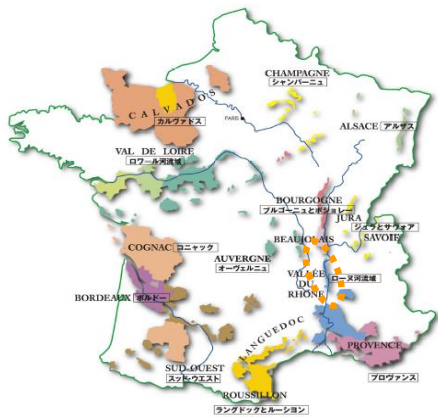 CHAMPAGNE
シャンパーニュ
CALVADOS
カルヴァドス
PARIS
ALSACE アルザス
VAL DE LOIRE
ロワール河流域
BOURGOGNE
ブルゴーニュとボジョレー
JURA
ジュラとサヴォア
SAVOIE
BEAUJOLAIS
COGNAC コニャック
AUVERGNE
オーヴェルニュ
VALLÉE
DU
RHÔNE
ローヌ河流域
BORDEAUX ボルドー
LANGUEDOC
PROVENCE
プロヴァンス
SUD-OUEST
スッド・ウエスト
ROUSSILLON
ラングドックとルーション